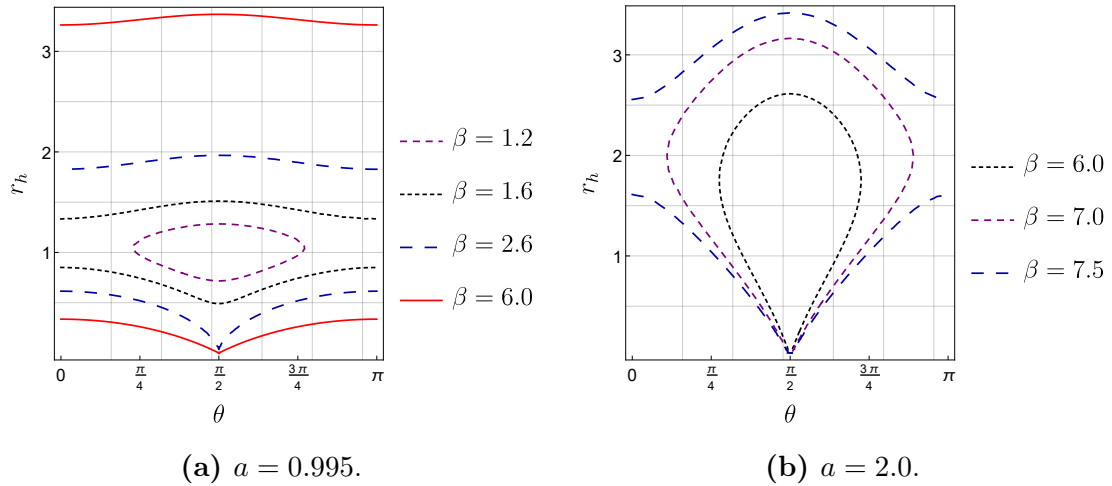 3
2
1
r_h
0
π/4
π/2
3π/4
π
θ
β = 1.2
β = 1.6
β = 2.6
β = 6.0
(a) a = 0.995.
3
2
1
r_h
0
π/4
π/2
3π/4
π
θ
β = 6.0
β = 7.0
β = 7.5
(b) a = 2.0.